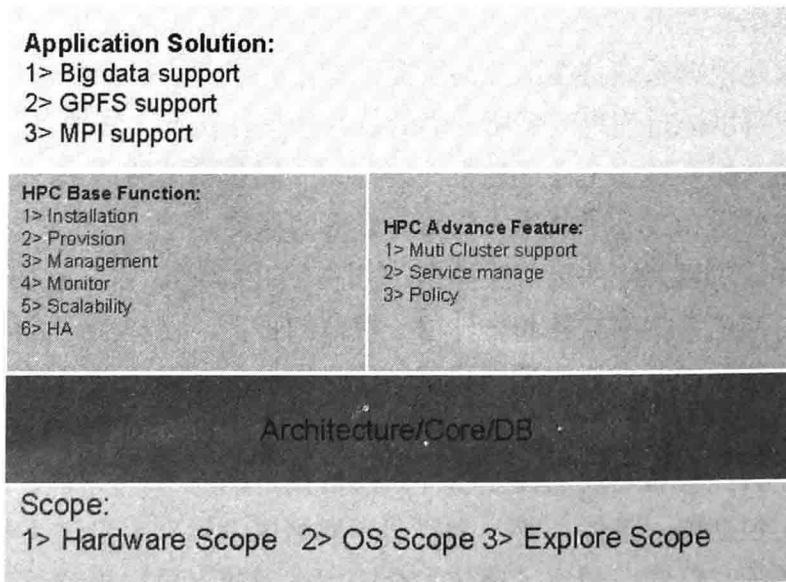 Application Solution:
1> Big data support
2> GPFS support
3> MPI support
HPC Base Function:
1> Installation
2> Provision
3> Management
4> Monitor
5> Scalability
6> HA
HPC Advance Feature:
1> Muti Cluster support
2> Service manage
3> Policy
Architecture/Core/DB
Scope:
1> Hardware Scope 2> OS Scope 3> Explore Scope